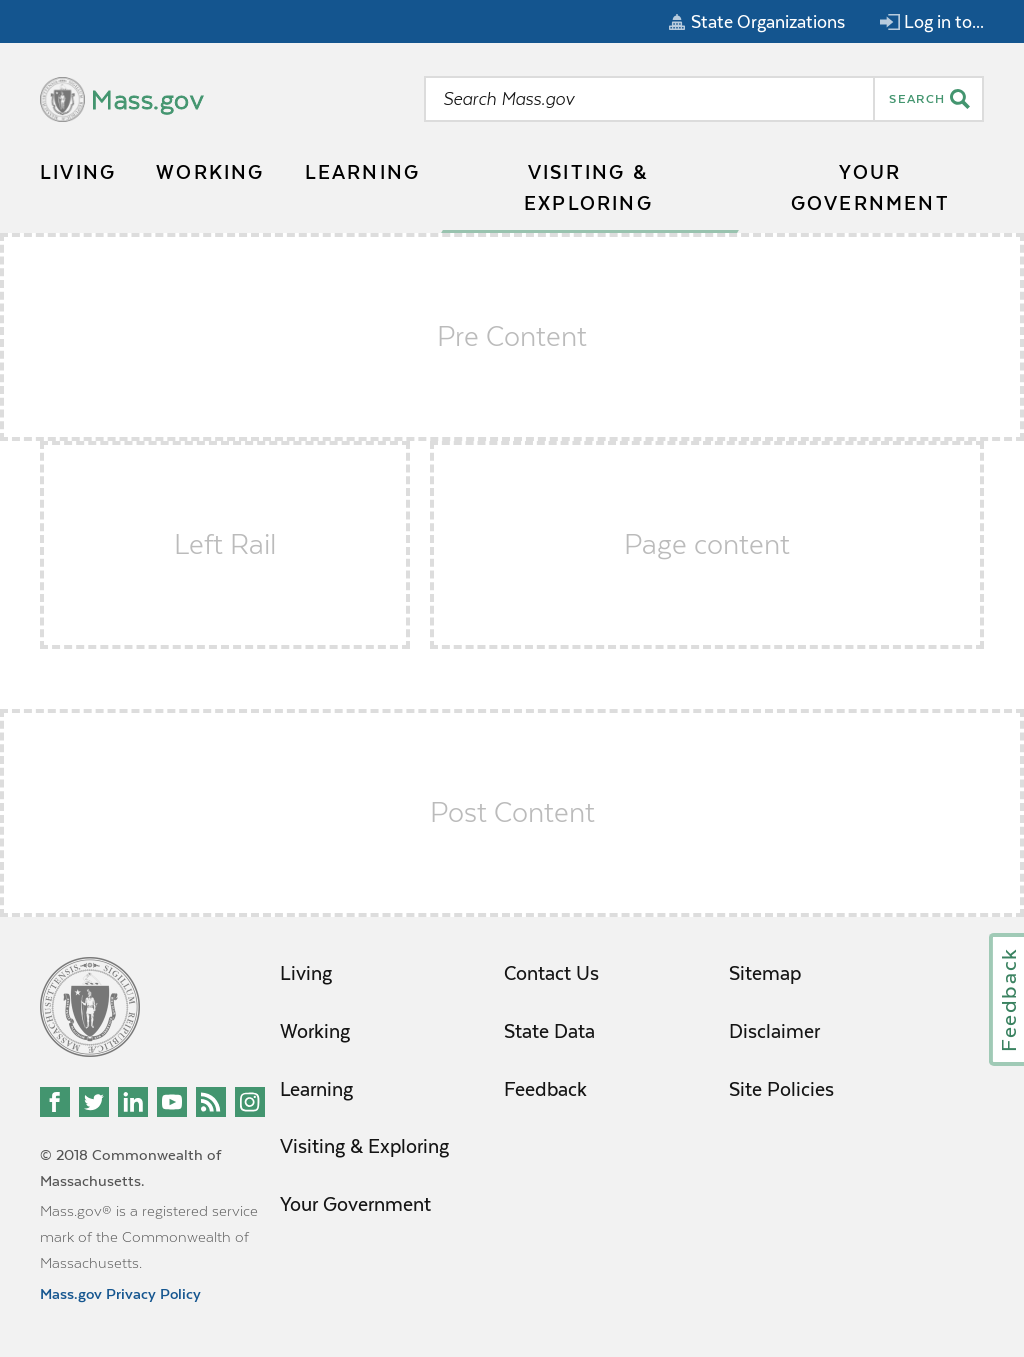 State Organizations
Log in to...
Mass.gov
Search Mass.gov
SEARCH
LIVING
WORKING
LEARNING
VISITING &
EXPLORING
YOUR
GOVERNMENT
Pre Content
Left Rail
Page content
Post Content
Feedback
Living
Working
Learning
Visiting & Exploring
Your Government
Contact Us
State Data
Feedback
Sitemap
Disclaimer
Site Policies
© 2018 Commonwealth of
Massachusetts.
Mass.gov® is a registered service
mark of the Commonwealth of
Massachusetts.
Mass.gov Privacy Policy